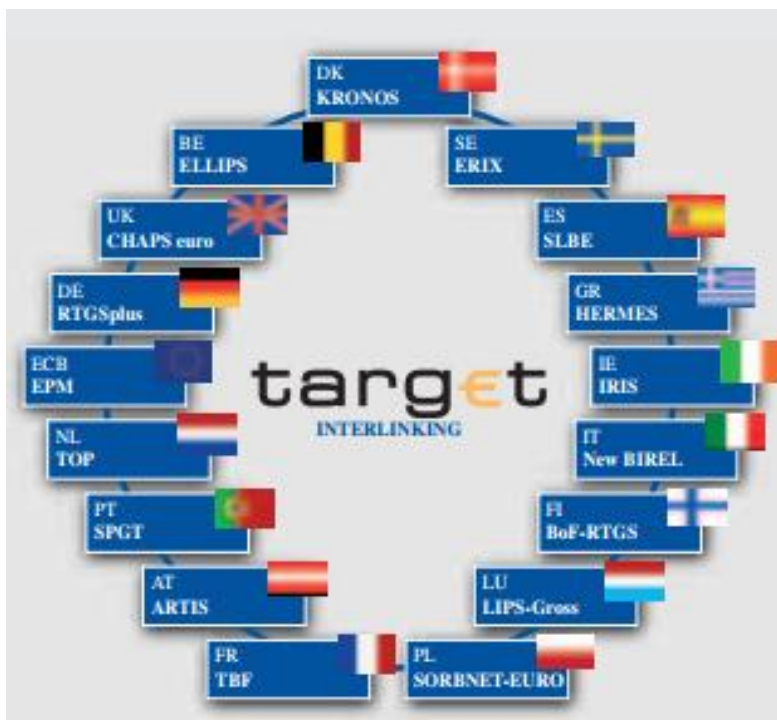 DK
KRONOS
BE
ELLIPS
SE
ERIX
UK
CHAPS euro
ES
SLBE
DE
RTGSplus
GR
HERMES
ECB
EPM
IE
IRIS
target
INTERLINKING
NL
TOP
IT
New BIREL
PT
SPGT
FI
BoF-RTGS
AT
ARTIS
LU
LIPS-Gross
FR
TBF
PL
SORBNET-EURO